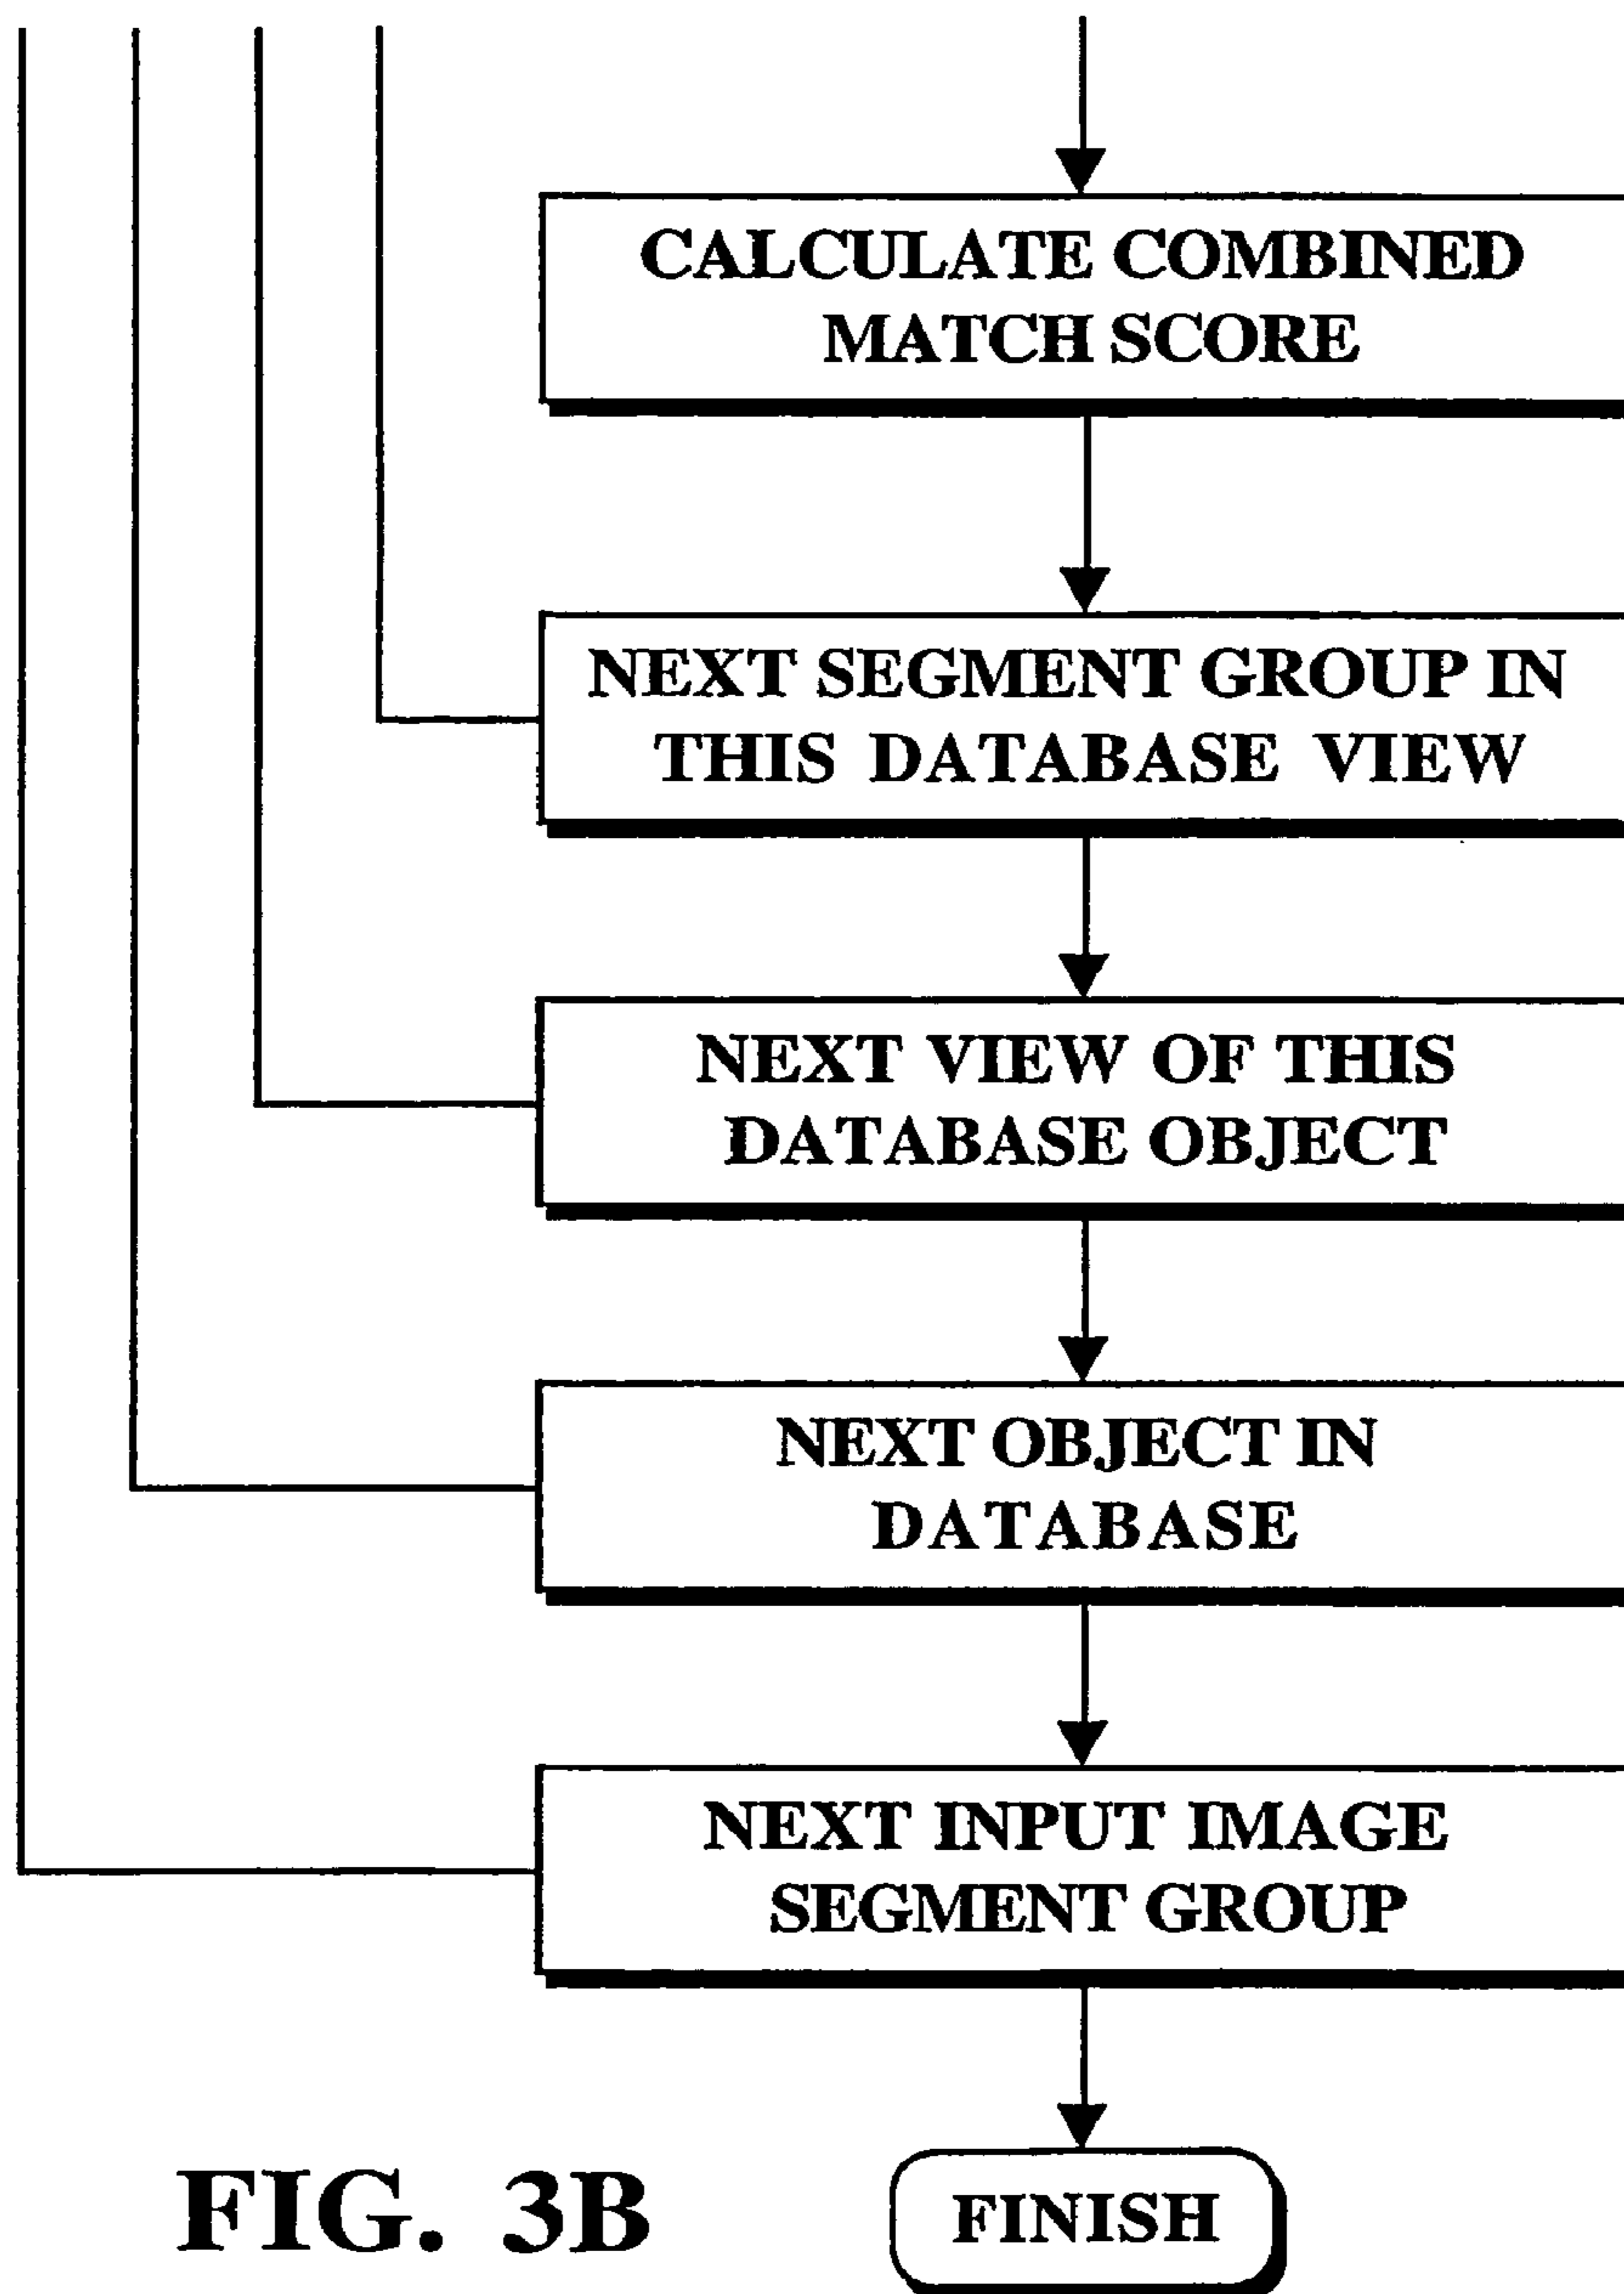 CALCULATE COMBINED
MATCH SCORE
NEXT SEGMENT GROUP IN
THIS DATABASE VIEW
NEXT VIEW OF THIS
DATABASE OBJECT
NEXT OBJECT IN
DATABASE
NEXT INPUT IMAGE
SEGMENT GROUP
FINISH
FIG. 3B